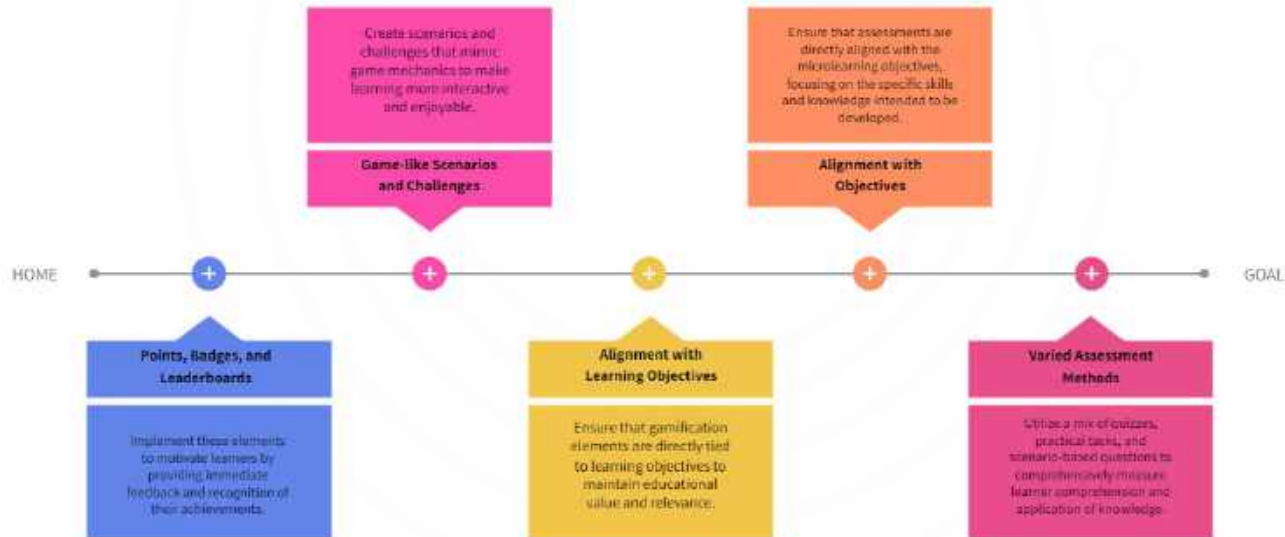 Create scenarios and
challenges that mimic
game mechanics to make
learning more interactive
and enjoyable.
Game-like Scenarios
and Challenges
Ensure that assessments are
directly aligned with the
microlearning objectives,
focusing on the specific skills
and knowledge intended to be
developed.
Alignment with
Objectives
HOME
GOAL
Points, Badges, and
Leaderboards
Implement these elements
to motivate learners by
providing immediate
feedback and recognition of
their achievements.
Alignment with
Learning Objectives
Ensure that gamification
elements are directly tied
to learning objectives to
maintain educational
value and relevance.
Varied Assessment
Methods
Utilize a mix of quizzes,
practical tasks, and
scenario-based questions to
comprehensively measure
learner comprehension and
application of knowledge.